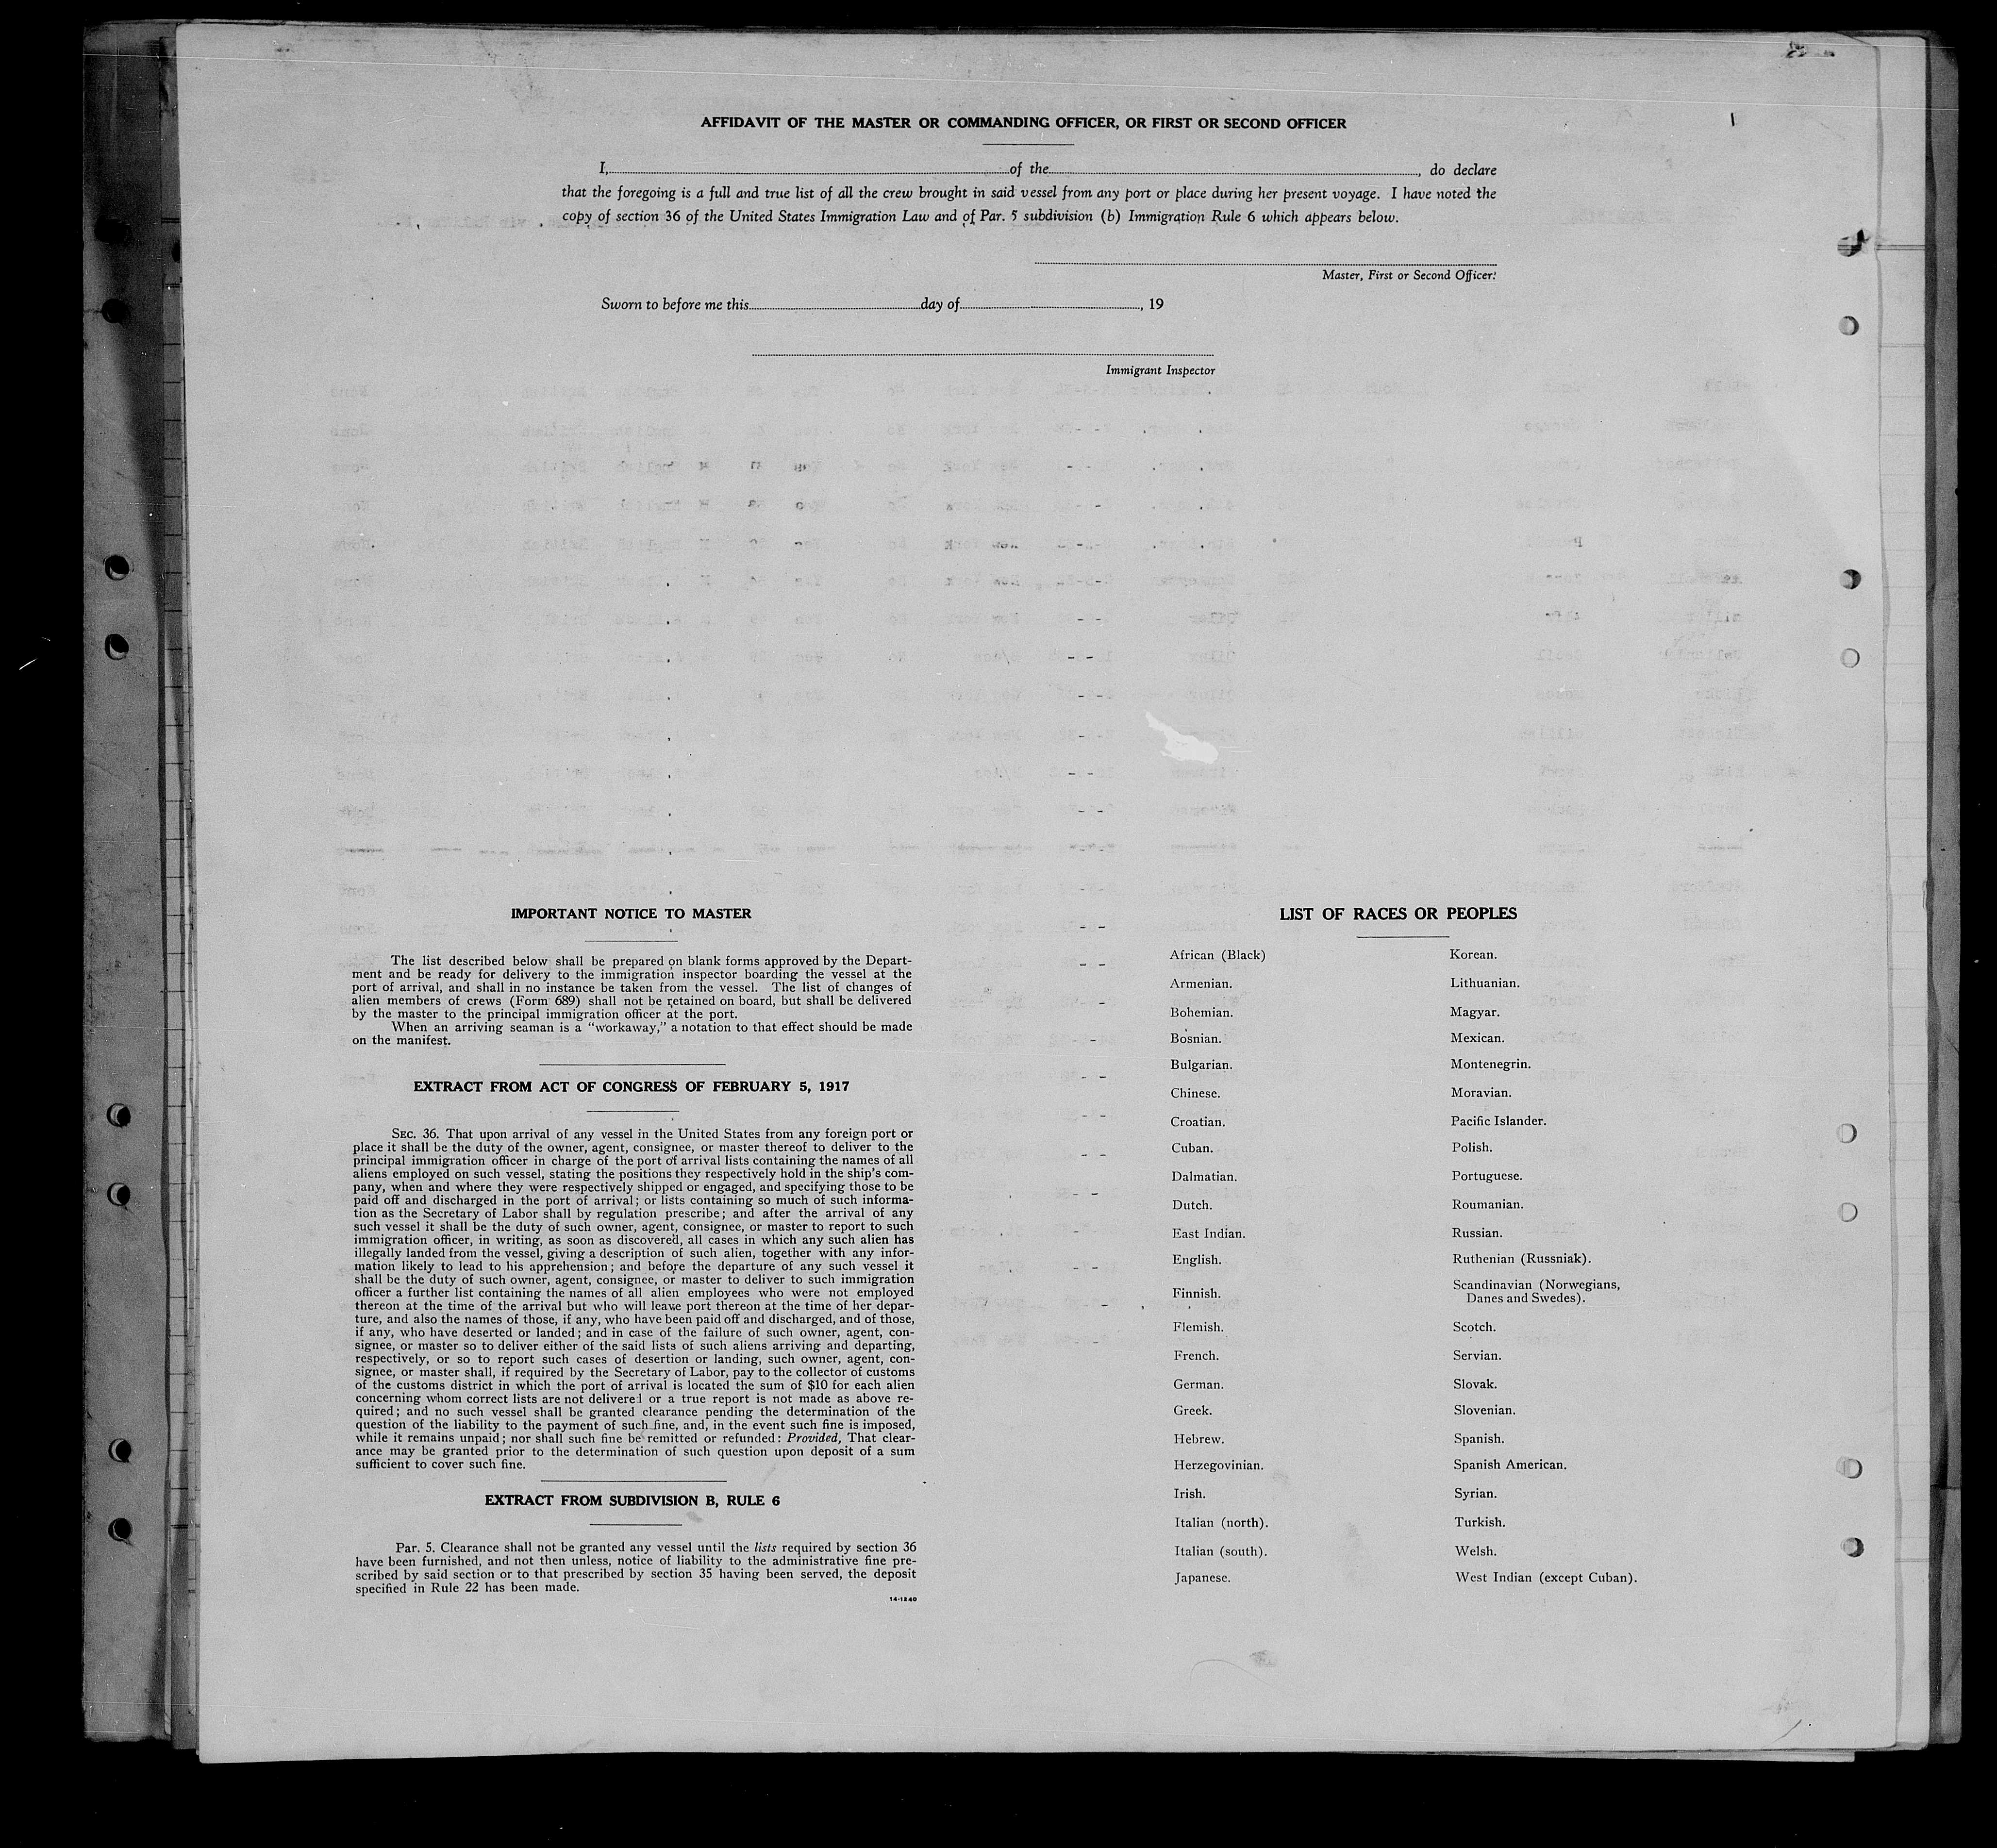 AFFIDAVIT OF THE MASTER OR COMMANDING OFFICER, OR FIRST OR SECOND OFFICER
I, of the , do declare
that the foregoing is a full and true list of all the crew brought in said vessel from any port or place during her present voyage. I have noted the
copy of section 36 of the United States Immigration Law and of Par. 5 subdivision (b) Immigration Rule 6 which appears below.
Master, First or Second Officer.
Sworn to before me this day of , 19
Immigrant Inspector
IMPORTANT NOTICE TO MASTER
The list described below shall be prepared on blank forms approved by the Depart-
ment and be ready for delivery to the immigration inspector boarding the vessel at the
port of arrival, and shall in no instance be taken from the vessel. The list of changes of
alien members of crews (Form 689) shall not be retained on board, but shall be delivered
by the master to the principal immigration officer at the port.
When an arriving seaman is a "workaway," a notation to that effect should be made
on the manifest.
EXTRACT FROM ACT OF CONGRESS OF FEBRUARY 5, 1917
SEC. 36. That upon arrival of any vessel in the United States from any foreign port or
place it shall be the duty of the owner, agent, consignee, or master thereof to deliver to the
principal immigration officer in charge of the port of arrival lists containing the names of all
aliens employed on such vessel, stating the positions they respectively hold in the ship's com-
pany, when and where they were respectively shipped or engaged, and specifying those to be
paid off and discharged in the port of arrival; or lists containing so much of such informa-
tion as the Secretary of Labor shall by regulation prescribe; and after the arrival of any
such vessel it shall be the duty of such owner, agent, consignee, or master to report to such
immigration officer, in writing, as soon as discovered, all cases in which any such alien has
illegally landed from the vessel, giving a description of such alien, together with any infor-
mation likely to lead to his apprehension; and before the departure of any such vessel it
shall be the duty of such owner, agent, consignee, or master to deliver to such immigration
officer a further list containing the names of all alien employees who were not employed
thereon at the time of the arrival but who will leave port thereon at the time of her depar-
ture, and also the names of those, if any, who have been paid off and discharged, and of those,
if any, who have deserted or landed; and in case of the failure of such owner, agent, con-
signee, or master so to deliver either of the said lists of such aliens arriving and departing,
respectively, or so to report such cases of desertion or landing, such owner, agent, con-
signee, or master shall, if required by the Secretary of Labor, pay to the collector of customs
of the customs district in which the port of arrival is located the sum of $10 for each alien
concerning whom correct lists are not delivered or a true report is not made as above re-
quired; and no such vessel shall be granted clearance pending the determination of the
question of the liability to the payment of such fine, and, in the event such fine is imposed,
while it remains unpaid; nor shall such fine be remitted or refunded: Provided, That clear-
ance may be granted prior to the determination of such question upon deposit of a sum
sufficient to cover such fine.
EXTRACT FROM SUBDIVISION B, RULE 6
Par. 5. Clearance shall not be granted any vessel until the lists required by section 36
have been furnished, and not then unless, notice of liability to the administrative fine pre-
scribed by said section or to that prescribed by section 35 having been served, the deposit
specified in Rule 22 has been made.
14-1240
LIST OF RACES OR PEOPLES
African (Black)
Armenian.
Bohemian.
Bosnian.
Bulgarian.
Chinese.
Croatian.
Cuban.
Dalmatian.
Dutch.
East Indian.
English.
Finnish.
Flemish.
French.
German.
Greek.
Hebrew.
Herzegovinian.
Irish.
Italian (north).
Italian (south).
Japanese.
Korean.
Lithuanian.
Magyar.
Mexican.
Montenegrin.
Moravian.
Pacific Islander.
Polish.
Portuguese.
Roumanian.
Russian.
Ruthenian (Russniak).
Scandinavian (Norwegians,
Danes and Swedes).
Scotch.
Servian.
Slovak.
Slovenian.
Spanish.
Spanish American.
Syrian.
Turkish.
Welsh.
West Indian (except Cuban).